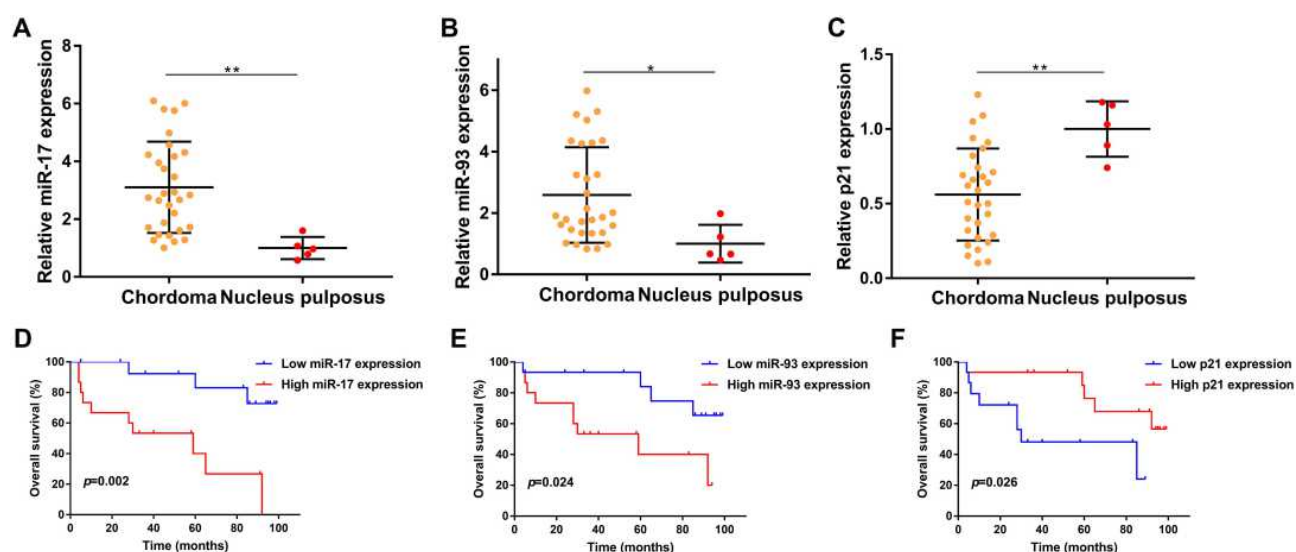 A
Relative miR-17 expression
8
6
4
2
0
**
Chordoma Nucleus pulposus
B
Relative miR-93 expression
6
4
2
0
*
Chordoma Nucleus pulposus
C
Relative p21 expression
1.5
1.0
0.5
0.0
**
Chordoma Nucleus pulposus
D
Overall survival (%)
100
80
60
40
20
0
Low miR-17 expression
High miR-17 expression
p=0.002
0 20 40 60 80 100
Time (months)
E
Overall survival (%)
100
80
60
40
20
0
Low miR-93 expression
High miR-93 expression
p=0.024
0 20 40 60 80 100
Time (months)
F
Overall survival (%)
100
80
60
40
20
0
Low p21 expression
High p21 expression
p=0.026
0 20 40 60 80 100
Time (months)